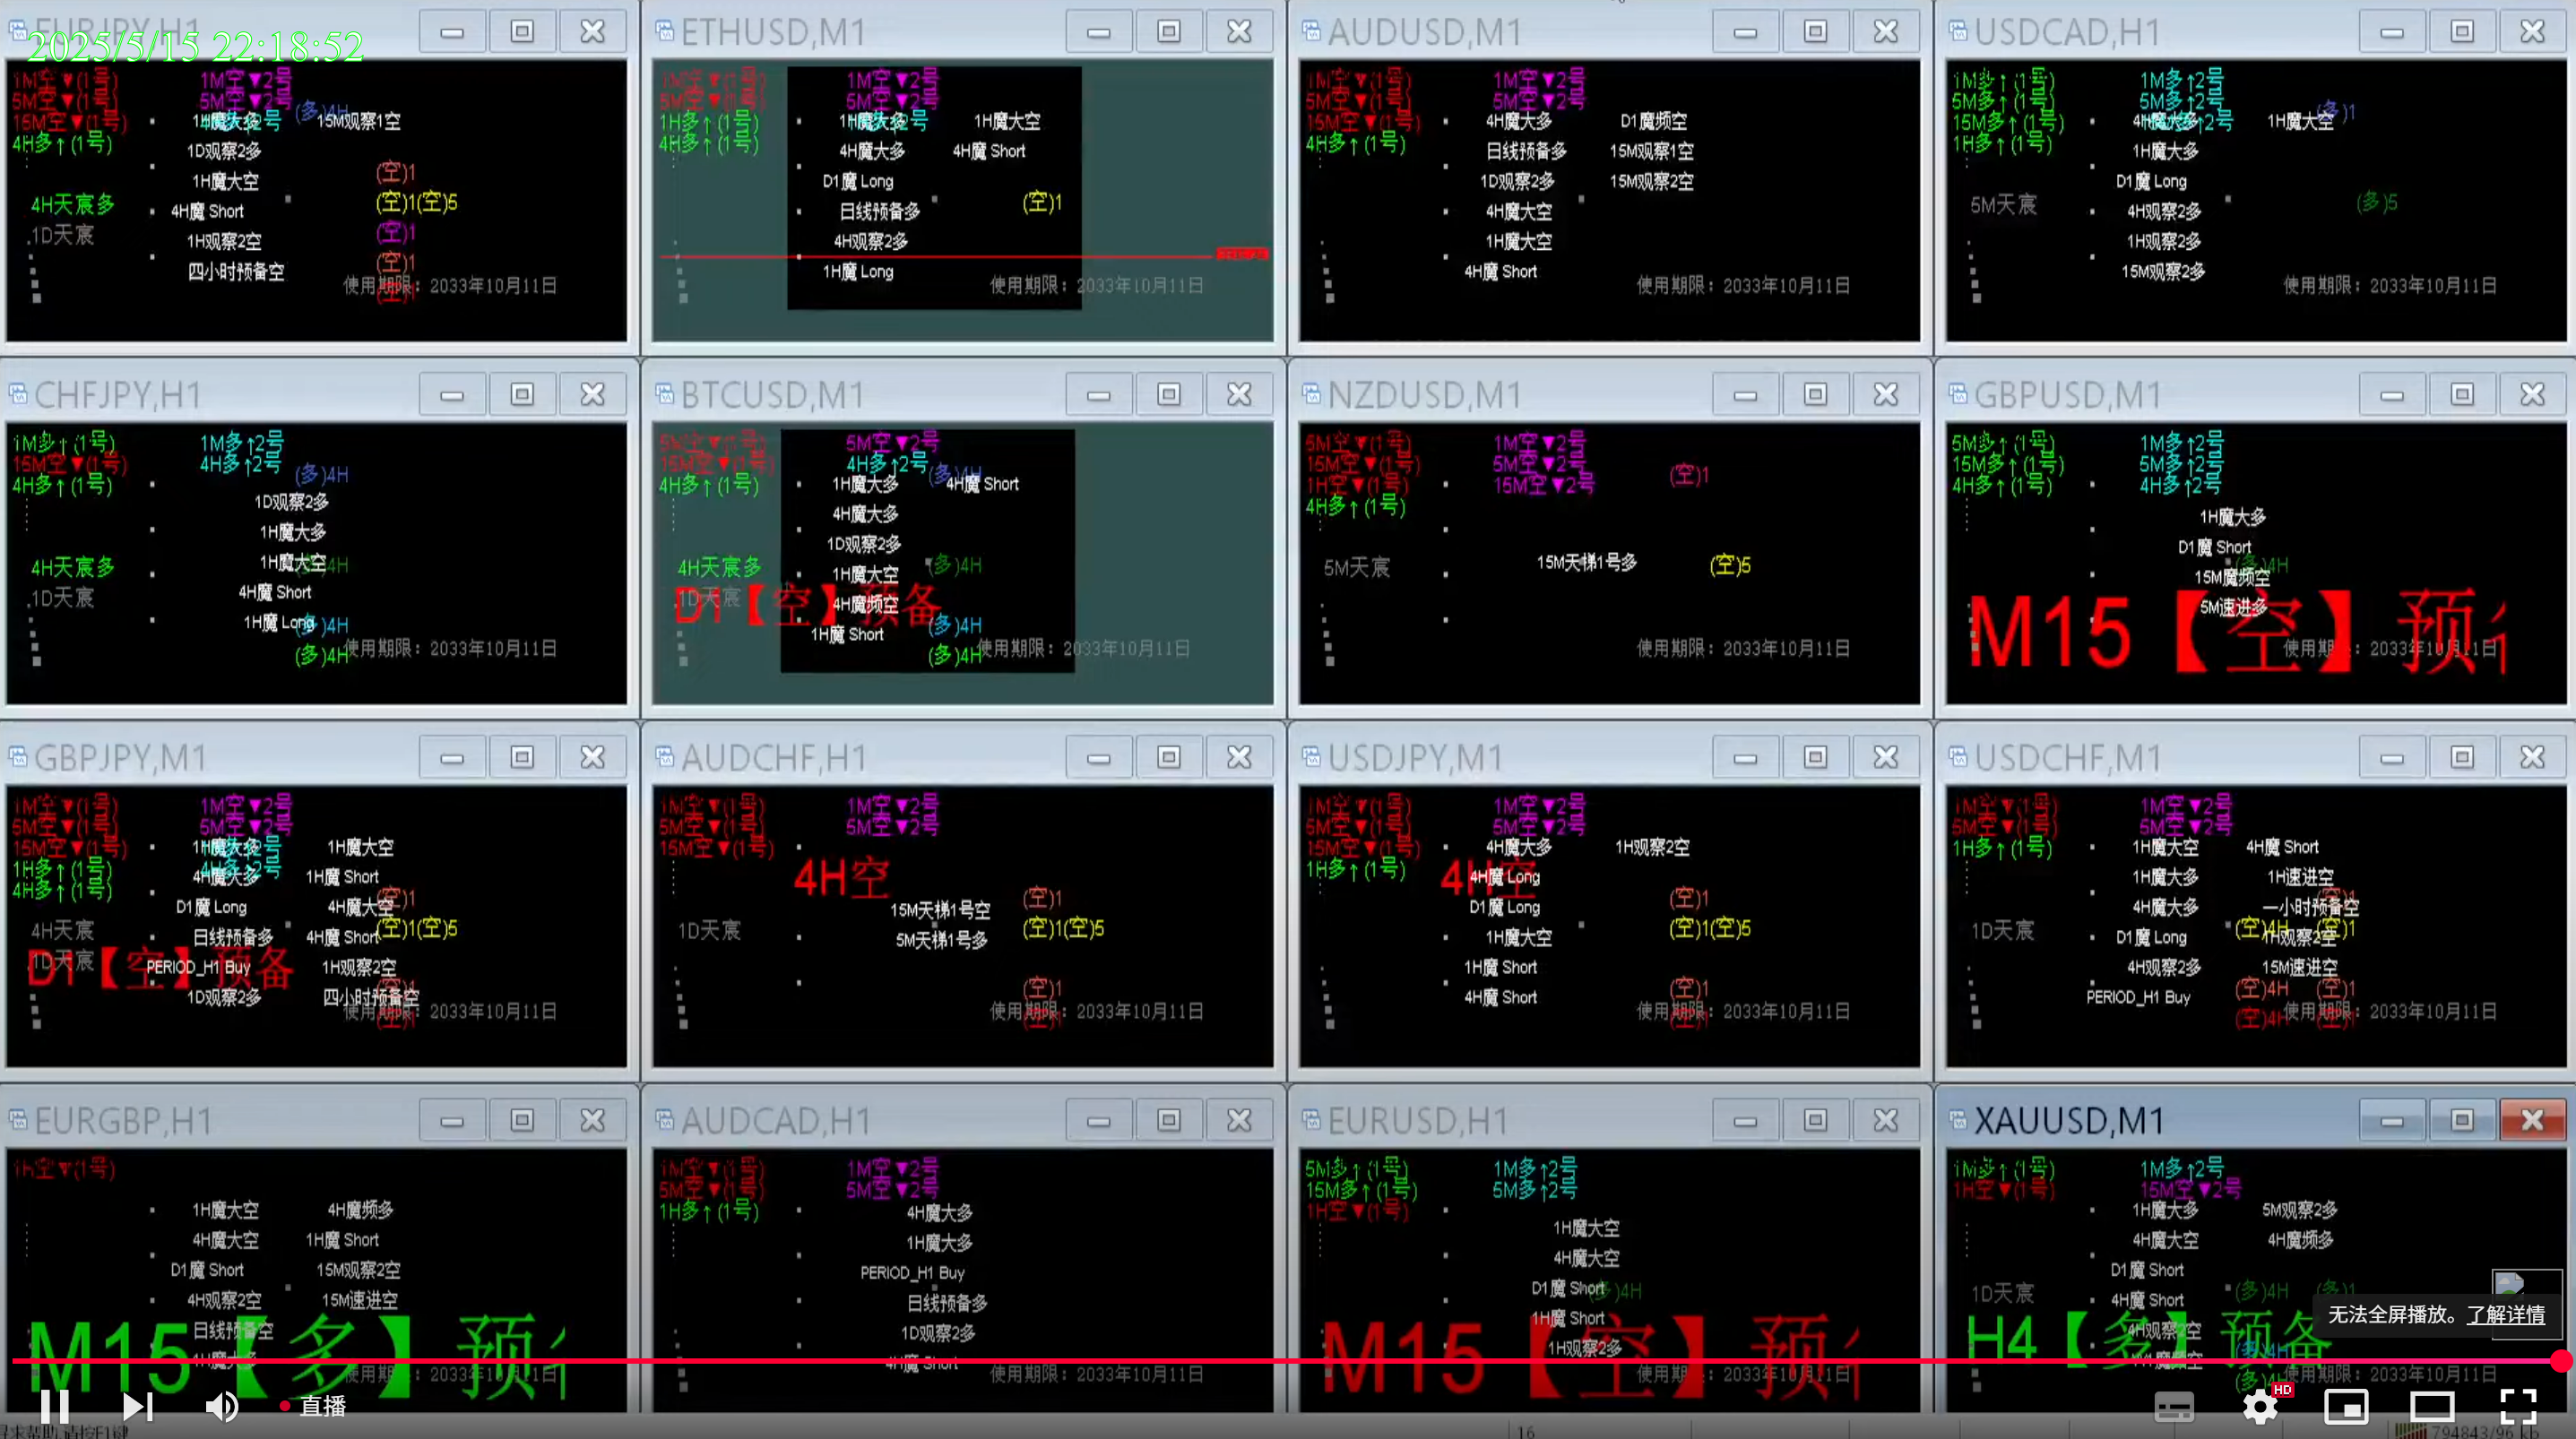 EURJPY,H1
2025/5/15 22:18:52
1M空▼(1号)
5M空▼(1号)
15M空▼(1号)
4H多↑(1号)
1M空▼2号
5M空▼2号
(多)4H
1H魔大多
15M观察1空
1D观察2多
1H魔大空
4H魔 Short
1H观察2空
四小时预备空
4H天宸多
1D天宸
(空)1
(空)1(空)5
(空)1
(空)1
使用期限：2033年10月11日
ETHUSD,M1
1M空▼(1号)
5M空▼(1号)
1H多↑(1号)
4H多↑(1号)
1M空▼2号
5M空▼2号
1H魔大多
1H魔大空
4H魔大多
4H魔 Short
D1魔 Long
日线预备多
(空)1
4H观察2多
1H魔 Long
使用期限：2033年10月11日
AUDUSD,M1
1M空▼(1号)
5M空▼(1号)
15M空▼(1号)
4H多↑(1号)
1M空▼2号
5M空▼2号
4H魔大多
D1魔频空
日线预备多
15M观察1空
1D观察2多
15M观察2空
4H魔大空
1H魔大空
4H魔 Short
使用期限：2033年10月11日
USDCAD,H1
1M多↑(1号)
5M多↑(1号)
15M多↑(1号)
1H多↑(1号)
1M多↑2号
5M多↑2号
(多)1
4H魔大多
1H魔大空
1H魔大多
D1魔 Long
4H观察2多
1H观察2多
15M观察2多
5M天宸
(多)5
使用期限：2033年10月11日
CHFJPY,H1
1M多↑(1号)
15M空▼(1号)
4H多↑(1号)
1M多↑2号
4H多↑2号
(多)4H
1D观察2多
1H魔大多
1H魔大空
(多)4H
4H魔 Short
1H魔 Long
(多)4H
(多)4H
4H天宸多
1D天宸
使用期限：2033年10月11日
BTCUSD,M1
5M空▼(1号)
15M空▼(1号)
4H多↑(1号)
5M空▼2号
4H多↑2号
(多)4H
1H魔大多
4H魔 Short
4H魔大多
1D观察2多
1H魔大空
(多)4H
4H魔频空
1H魔 Short
(多)4H
(多)4H
4H天宸多
1D天宸
D1【空】预备
使用期限：2033年10月11日
NZDUSD,M1
5M空▼(1号)
15M空▼(1号)
1H空▼(1号)
4H多↑(1号)
1M空▼2号
5M空▼2号
15M空▼2号
(空)1
5M天宸
15M天梯1号多
(空)5
使用期限：2033年10月11日
GBPUSD,M1
5M多↑(1号)
15M多↑(1号)
4H多↑(1号)
1M多↑2号
5M多↑2号
4H多↑2号
1H魔大多
D1魔 Short
(多)4H
15M魔频空
5M速进多
M15【空】预
使用期限：2033年10月11日
GBPJPY,M1
1M空▼(1号)
5M空▼(1号)
15M空▼(1号)
1H多↑(1号)
4H多↑(1号)
1M空▼2号
5M空▼2号
1H魔大多
1H魔大空
4H魔大多
1H魔 Short
D1魔 Long
4H魔大空
日线预备多
4H魔 Short
PERIOD_H1 Buy
1H观察2空
1D观察2多
四小时预备空
4H天宸
1D天宸
D1【空】预备
(空)1
(空)1(空)5
使用期限：2033年10月11日
AUDCHF,H1
1M空▼(1号)
5M空▼(1号)
15M空▼(1号)
1M空▼2号
5M空▼2号
4H空
15M天梯1号空
5M天梯1号多
1D天宸
(空)1
(空)1(空)5
(空)1
(空)1
使用期限：2033年10月11日
USDJPY,M1
1M空▼(1号)
5M空▼(1号)
15M空▼(1号)
1H多↑(1号)
1M空▼2号
5M空▼2号
4H空
4H魔大多
1H观察2空
4H魔 Long
D1魔 Long
1H魔大空
1H魔 Short
4H魔 Short
(空)1
(空)1(空)5
(空)1
(空)1
使用期限：2033年10月11日
USDCHF,M1
1M空▼(1号)
5M空▼(1号)
1H多↑(1号)
1M空▼2号
5M空▼2号
1H魔大空
4H魔 Short
1H魔大多
1H速进空
4H魔大多
一小时预备空
D1魔 Long
1H观察2空
4H观察2多
15M速进空
PERIOD_H1 Buy
1D天宸
(空)1
(空)4H
(空)1
(空)4H
(空)1
(空)4H
使用期限：2033年10月11日
EURGBP,H1
1H空▼(1号)
1H魔大空
4H魔频多
4H魔大空
1H魔 Short
D1魔 Short
15M观察2空
4H观察2空
15M速进空
日线预备空
M15【多】预
使用期限：2033年10月11日
AUDCAD,H1
1M空▼(1号)
5M空▼(1号)
1H多↑(1号)
1M空▼2号
5M空▼2号
4H魔大多
1H魔大多
PERIOD_H1 Buy
日线预备多
1D观察2多
4H魔 Short
使用期限：2033年10月11日
EURUSD,H1
5M多↑(1号)
15M多↑(1号)
1H空▼(1号)
1M多↑2号
5M多↑2号
1H魔大空
4H魔大空
D1魔 Short
(多)4H
1H魔 Short
1H观察2多
M15【空】预
使用期限：2033年10月11日
XAUUSD,M1
1M多↑(1号)
1H空▼(1号)
1M多↑2号
15M空▼2号
1H魔大多
5M观察2多
4H魔大空
4H魔频多
D1魔 Short
4H魔 Short
4H观察2空
1D天宸
(多)4H
(多)1
H4【多】预备
使用期限：2033年10月11日
无法全屏播放。了解详情
直播
HD
16
794843/96 kb